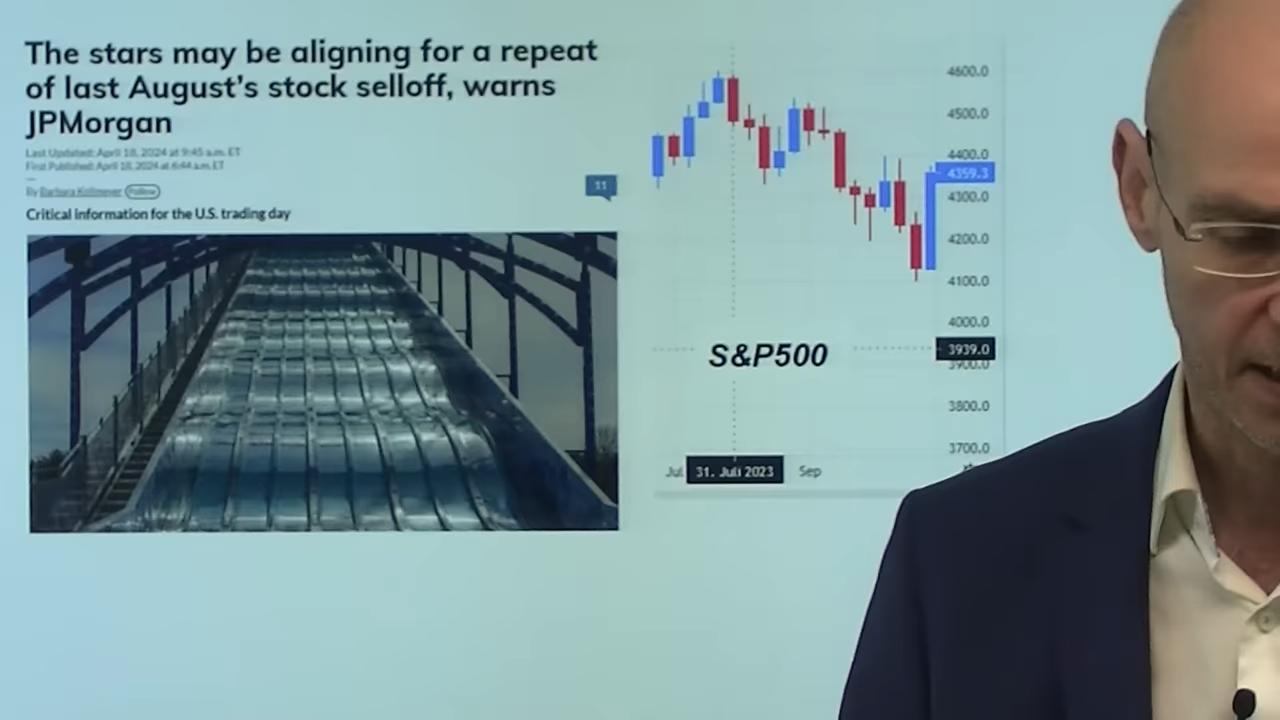 The stars may be aligning for a repeat
of last August's stock selloff, warns
JPMorgan
Last Updated: April 18, 2024 at 9:45 a.m. ET
First Published: April 18, 2024 at 6:44 a.m. ET
By Barbara Kollmeyer Follow
11
Critical information for the U.S. trading day
4600.0
4500.0
4400.0
4359.3
4300.0
4200.0
4100.0
4000.0
3939.0
3900.0
3800.0
3700.0
S&P500
Jul
31. Juli 2023
Sep